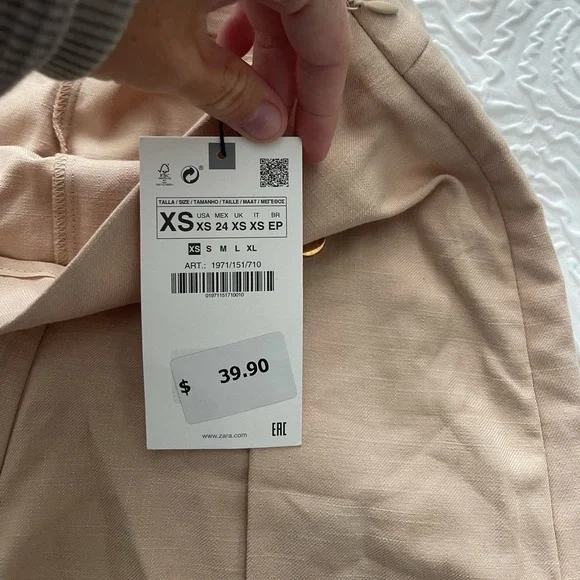 TALLA / SIZE / TAMANHO / TAILLE / MAAT / ΜΕΓΕΘΟΣ
XS USA XS MEX 24 UK XS IT XS BR EP
XS S M L XL
ART.: 1971/151/710
01971151710010
$ 39.90
www.zara.com
EAC